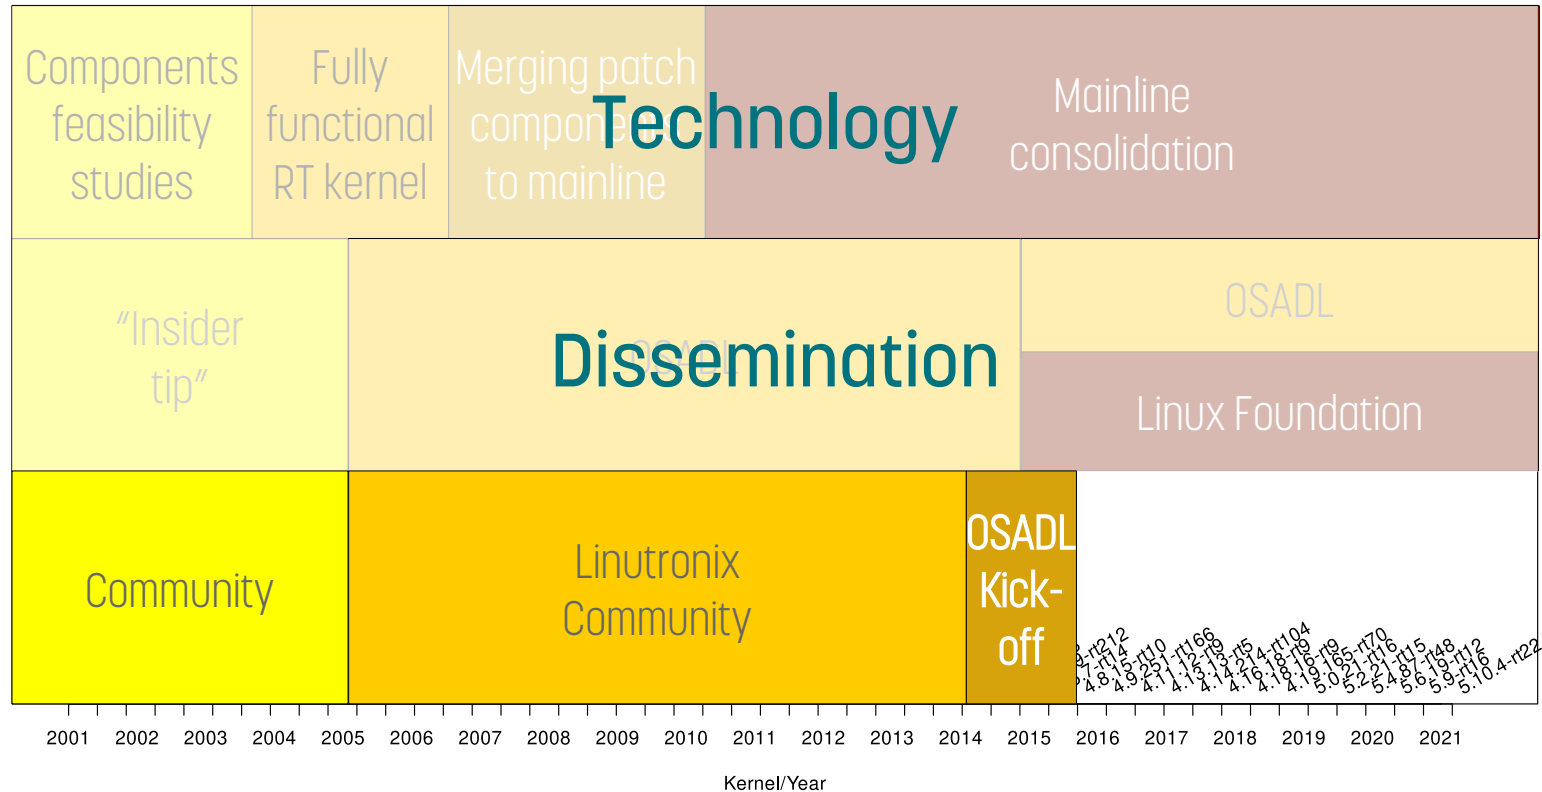 Components
feasibility
studies
Fully
functional
RT kernel
Merging patch
components
to mainline
Technology
Mainline
consolidation
"Insider
tip"
OSADL
Dissemination
OSADL
Linux Foundation
Community
Linutronix
Community
OSADL
Kick-
off
4.8.15-rt10
4.9.251-rt166
4.11.12-rt9
4.13.13-rt5
4.14.214-rt104
4.16.18-rt9
4.18.16-rt9
4.19.165-rt70
5.0.21-rt16
5.2.21-rt15
5.4.87-rt48
5.6.19-rt12
5.9-rt16
5.10.4-rt22
2001 2002 2003 2004 2005 2006 2007 2008 2009 2010 2011 2012 2013 2014 2015 2016 2017 2018 2019 2020 2021
Kernel/Year